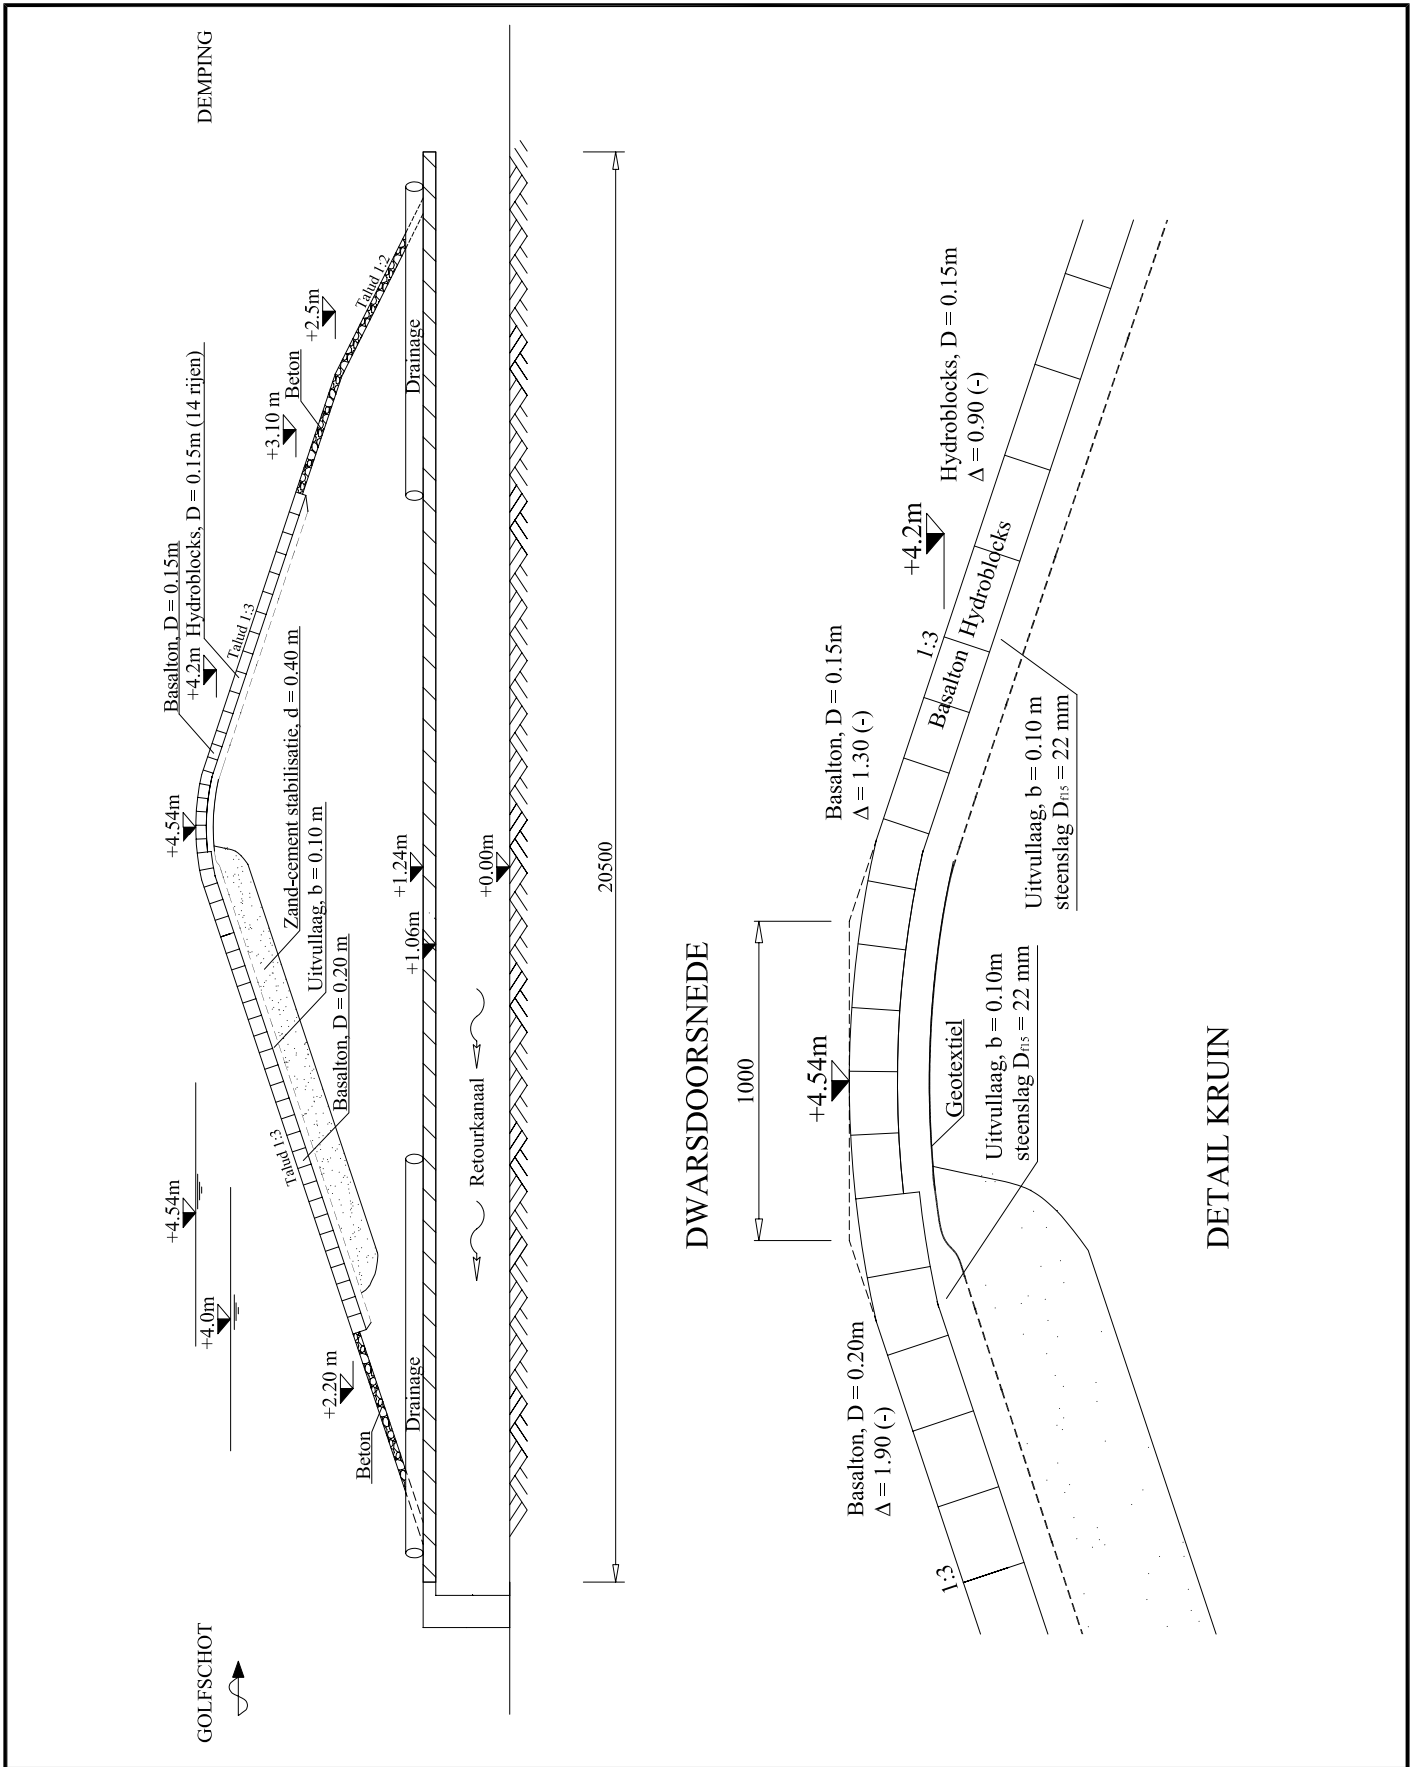 GOLFSCHOT
DEMPING
+4.54m
+4.0m
+2.20 m
Beton
Talud 1:3
Basalton, D = 0.20 m
Uitvullaag, b = 0.10 m
Zand-cement stabilisatie, d = 0.40 m
+4.54m
Basalton, D = 0.15m
+4.2m
Hydroblocks, D = 0.15m (14 rijen)
Talud 1:3
+3.10 m
Beton
+2.5m
Talud 1:2
Drainage
Drainage
+1.06m
+1.24m
Retourkanaal
+0.00m
20500
DWARSDOORSNEDE
1000
+4.54m
Basalton, D = 0.20m
Δ = 1.90 (-)
1:3
Basalton, D = 0.15m
Δ = 1.30 (-)
1:3
+4.2m
Hydroblocks, D = 0.15m
Δ = 0.90 (-)
Basalton
Hydroblocks
Geotextiel
Uitvullaag, b = 0.10m
steenslag Df15 = 22 mm
Uitvullaag, b = 0.10 m
steenslag Df15 = 22 mm
DETAIL KRUIN